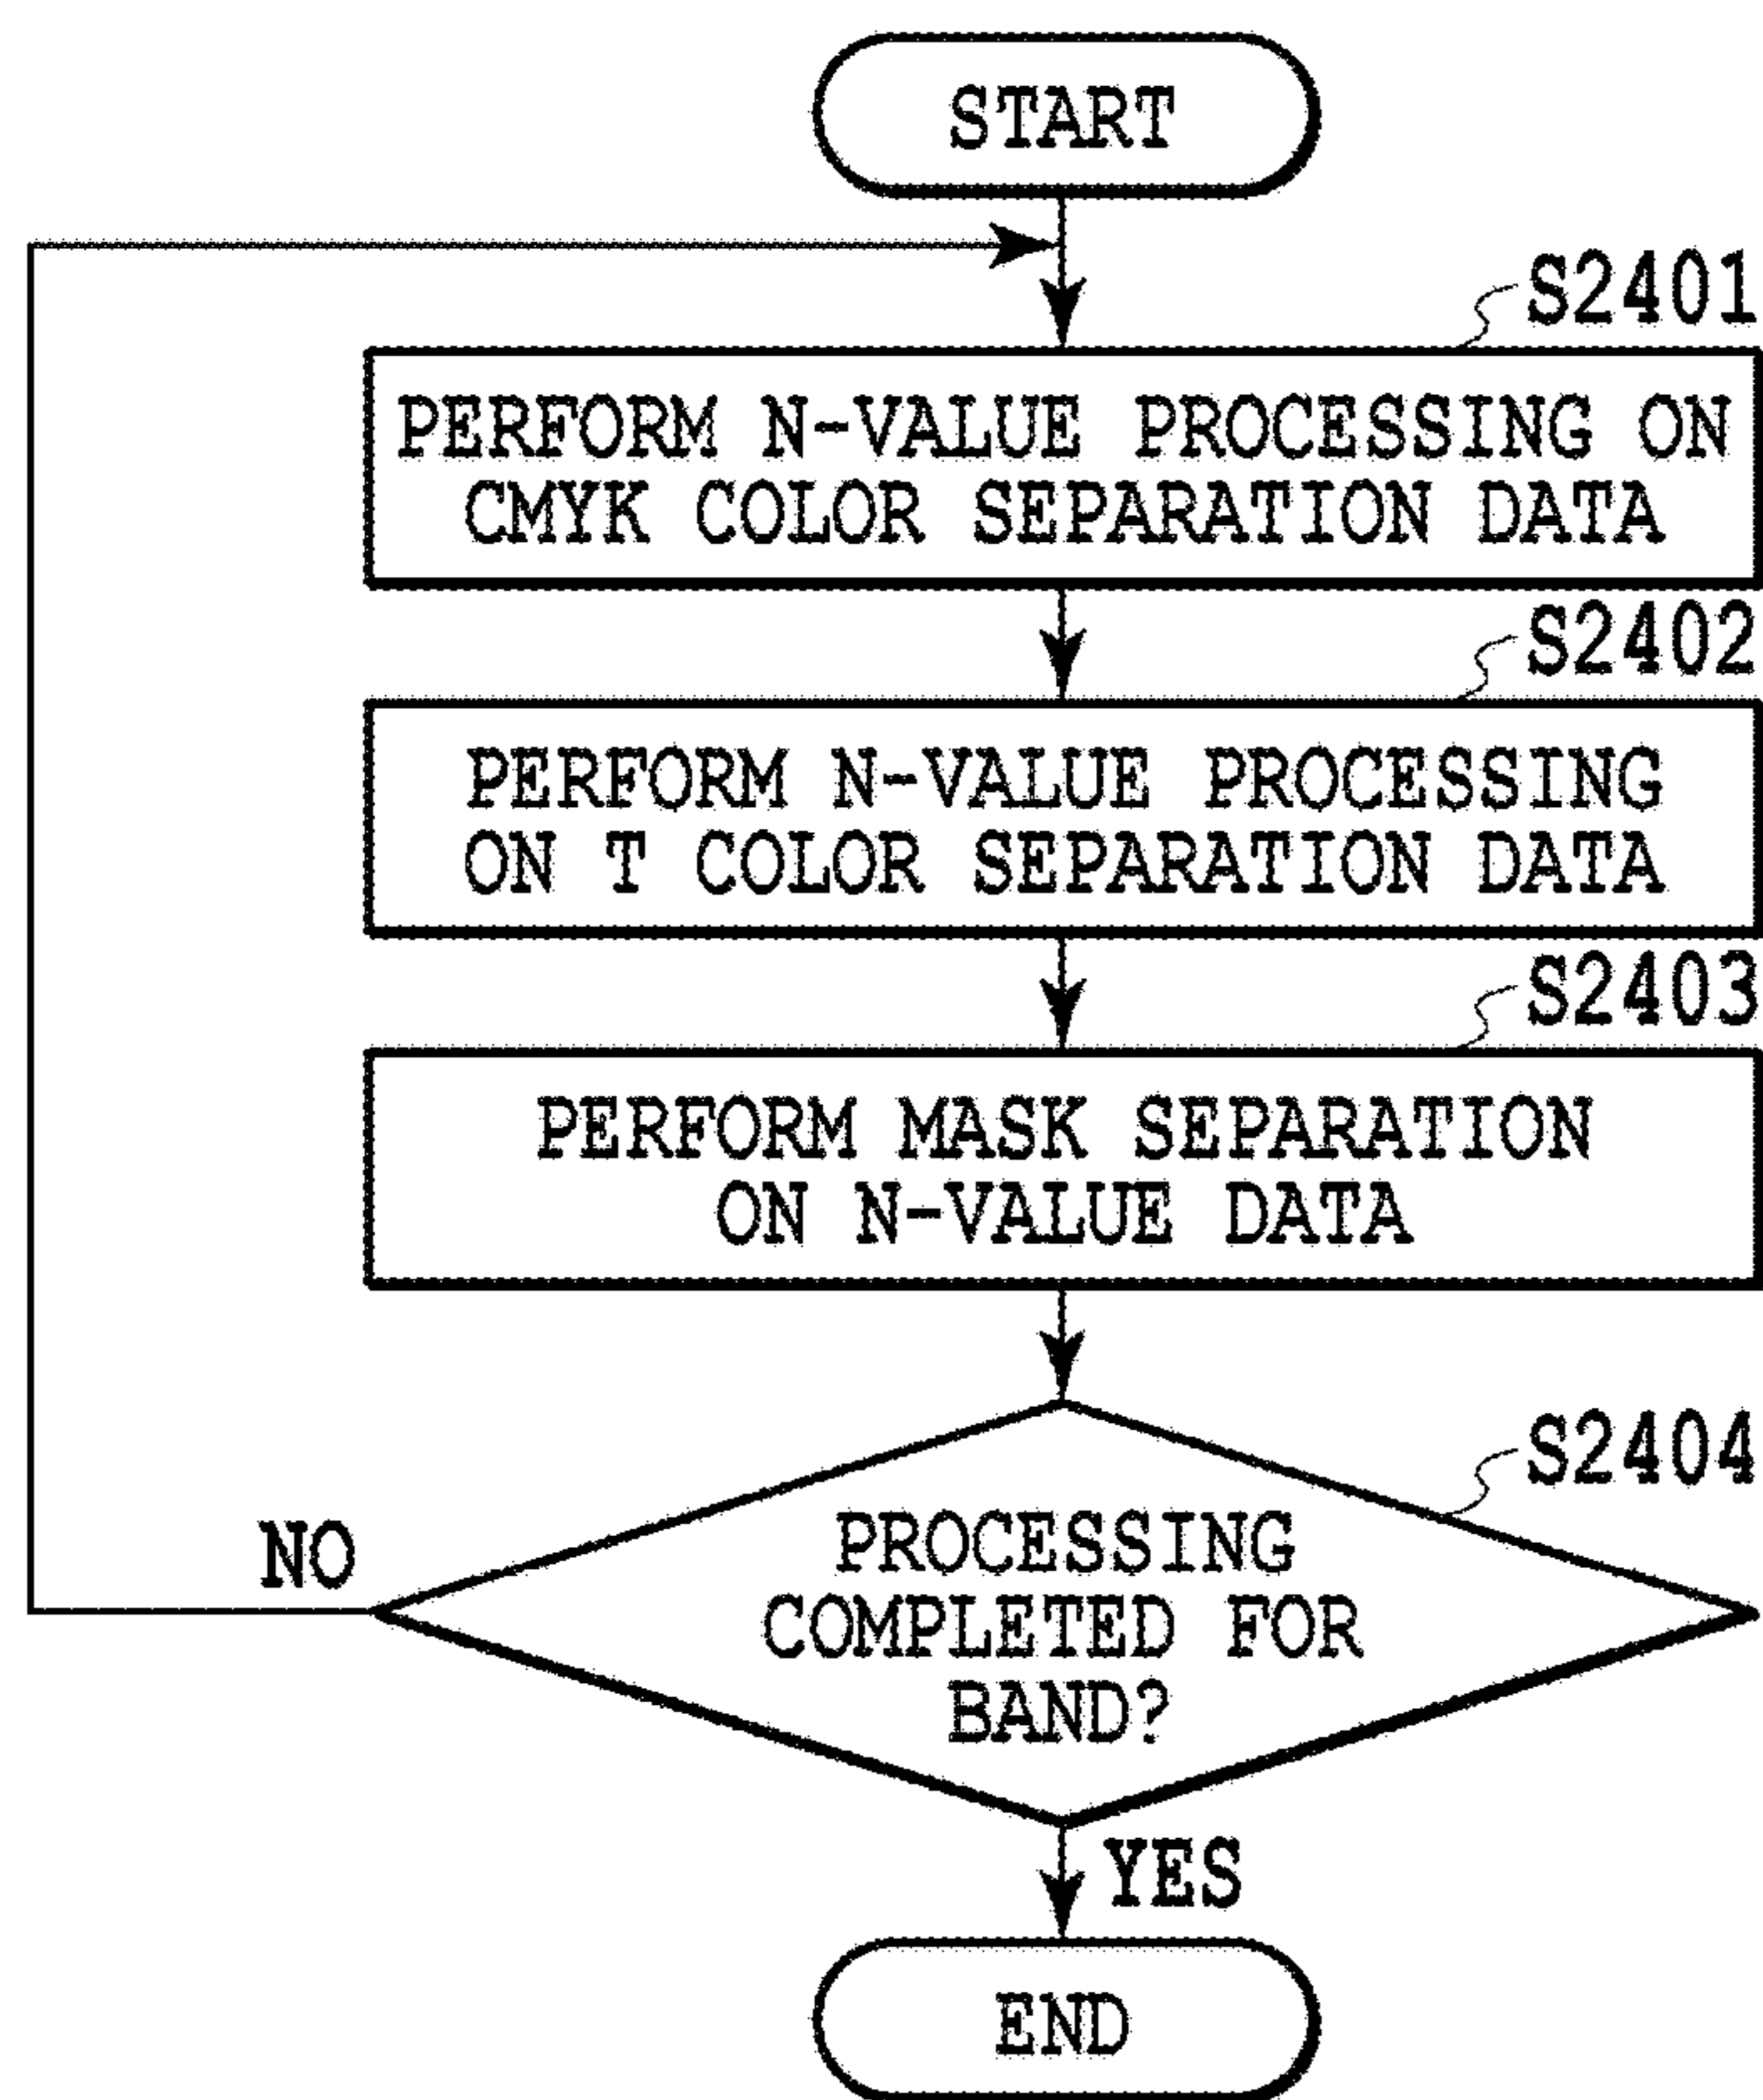 START
S2401
PERFORM N-VALUE PROCESSING ON
CMYK COLOR SEPARATION DATA
S2402
PERFORM N-VALUE PROCESSING
ON T COLOR SEPARATION DATA
S2403
PERFORM MASK SEPARATION
ON N-VALUE DATA
S2404
PROCESSING
COMPLETED FOR
BAND?
NO
YES
END